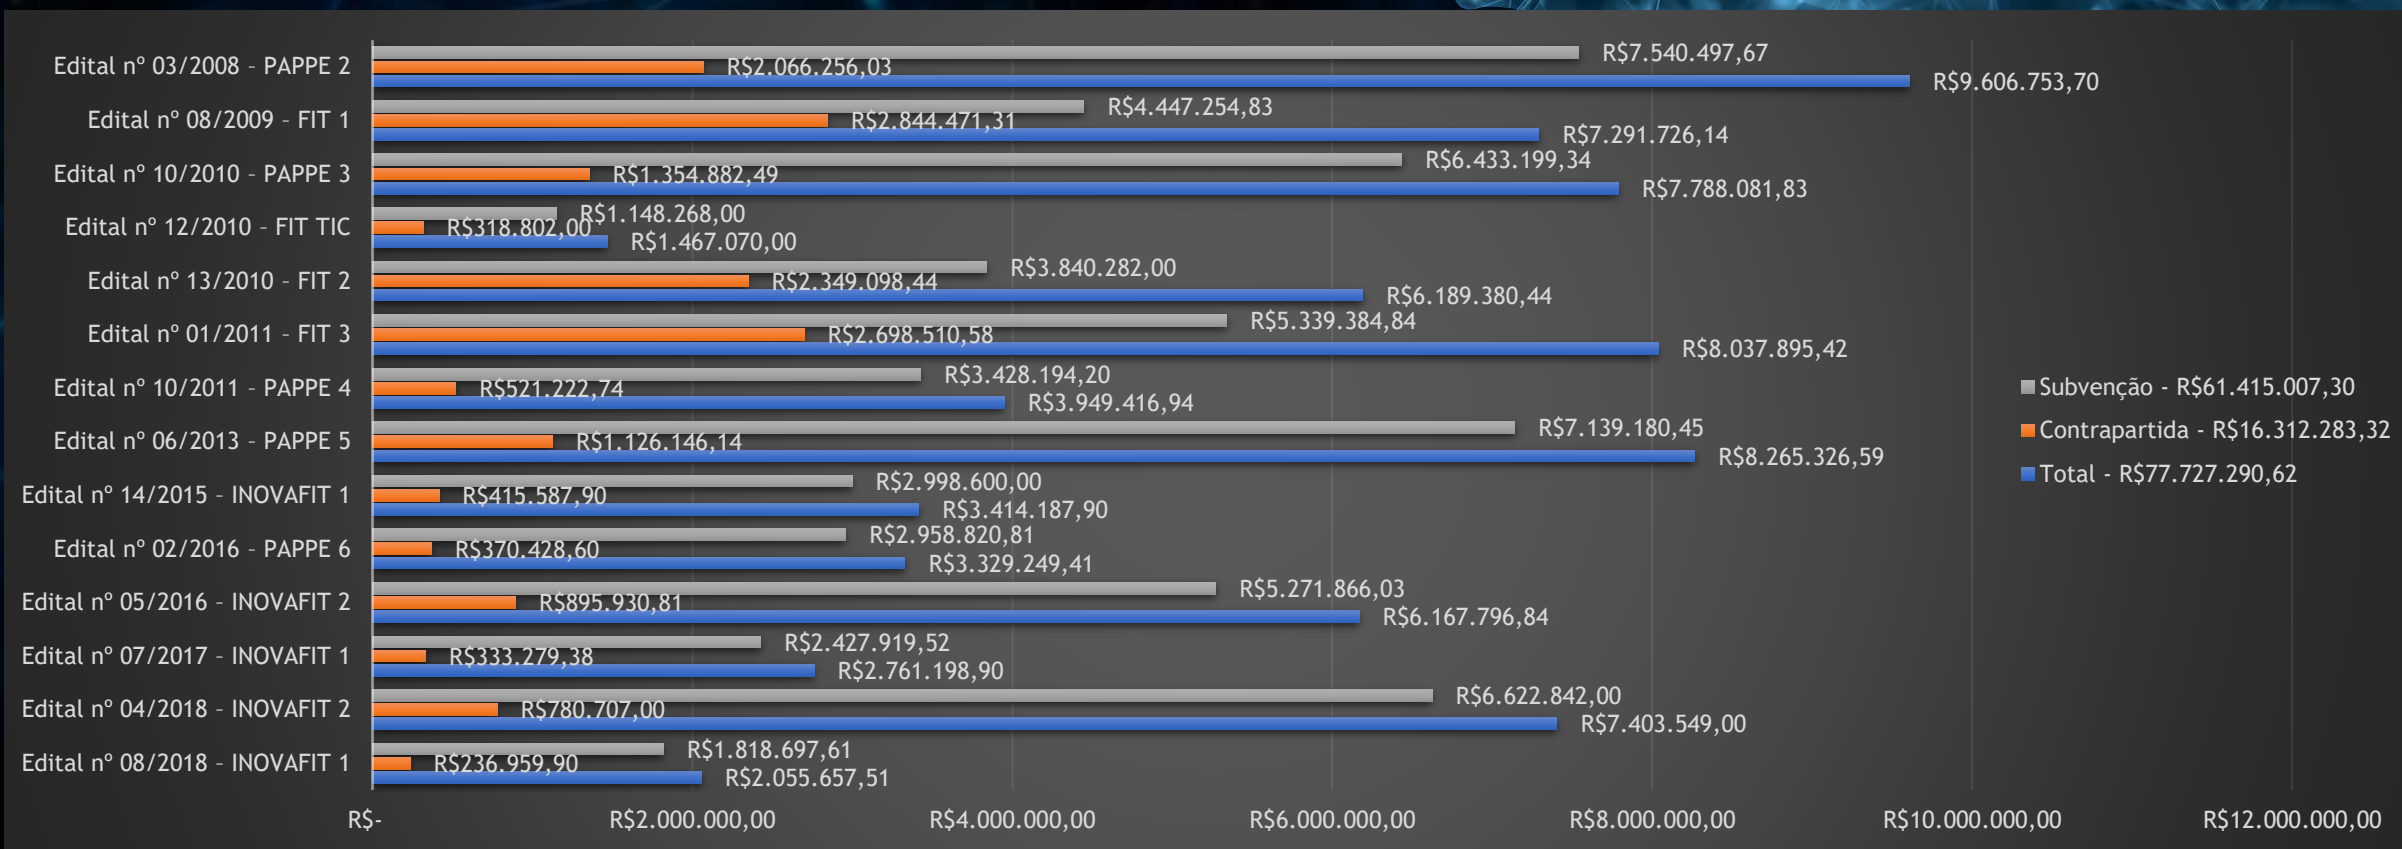 Edital nº 03/2008 - PAPPE 2
R$7.540.497,67
R$2.066.256,03
R$9.606.753,70
Edital nº 08/2009 - FIT 1
R$4.447.254,83
R$2.844.471,31
R$7.291.726,14
Edital nº 10/2010 - PAPPE 3
R$6.433.199,34
R$1.354.882,49
R$7.788.081,83
Edital nº 12/2010 - FIT TIC
R$1.148.268,00
R$318.802,00
R$1.467.070,00
Edital nº 13/2010 - FIT 2
R$3.840.282,00
R$2.349.098,44
R$6.189.380,44
Edital nº 01/2011 - FIT 3
R$5.339.384,84
R$2.698.510,58
R$8.037.895,42
Edital nº 10/2011 - PAPPE 4
R$3.428.194,20
R$521.222,74
R$3.949.416,94
Edital nº 06/2013 - PAPPE 5
R$7.139.180,45
R$1.126.146,14
R$8.265.326,59
Edital nº 14/2015 - INOVAFIT 1
R$2.998.600,00
R$415.587,90
R$3.414.187,90
Edital nº 02/2016 - PAPPE 6
R$2.958.820,81
R$370.428,60
R$3.329.249,41
Edital nº 05/2016 - INOVAFIT 2
R$5.271.866,03
R$895.930,81
R$6.167.796,84
Edital nº 07/2017 - INOVAFIT 1
R$2.427.919,52
R$333.279,38
R$2.761.198,90
Edital nº 04/2018 - INOVAFIT 2
R$6.622.842,00
R$780.707,00
R$7.403.549,00
Edital nº 08/2018 - INOVAFIT 1
R$1.818.697,61
R$236.959,90
R$2.055.657,51
R$-
R$2.000.000,00
R$4.000.000,00
R$6.000.000,00
R$8.000.000,00
R$10.000.000,00
R$12.000.000,00
Subvenção - R$61.415.007,30
Contrapartida - R$16.312.283,32
Total - R$77.727.290,62